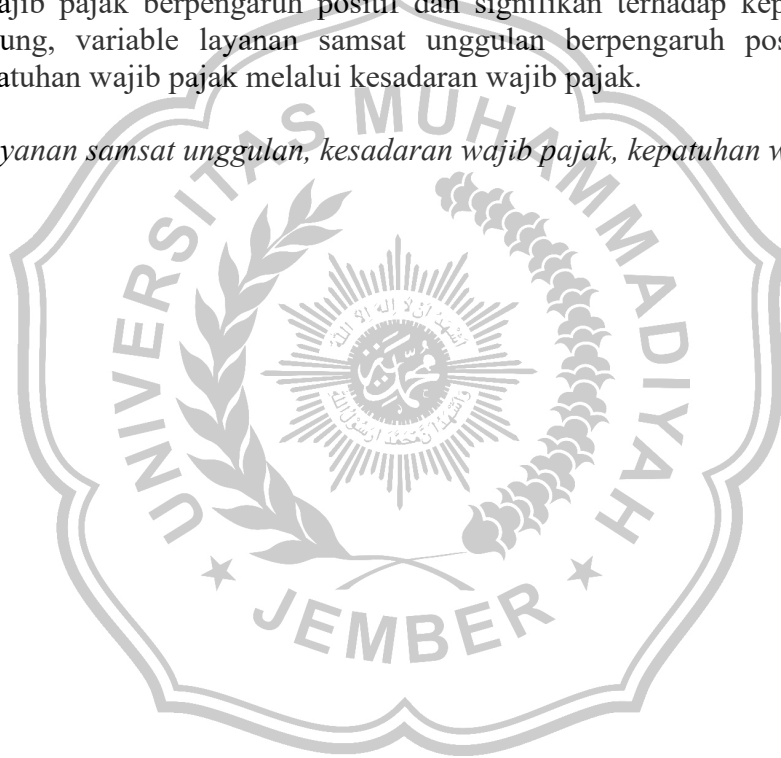 ajib pajak berpengaruh positif dan signifikan terhadap kep
ung, variable layanan samsat unggulan berpengaruh pos
atuhan wajib pajak melalui kesadaran wajib pajak.
yanan samsat unggulan, kesadaran wajib pajak, kepatuhan w
UNIVERSITAS MUHAMMADIYAH
JEMBER